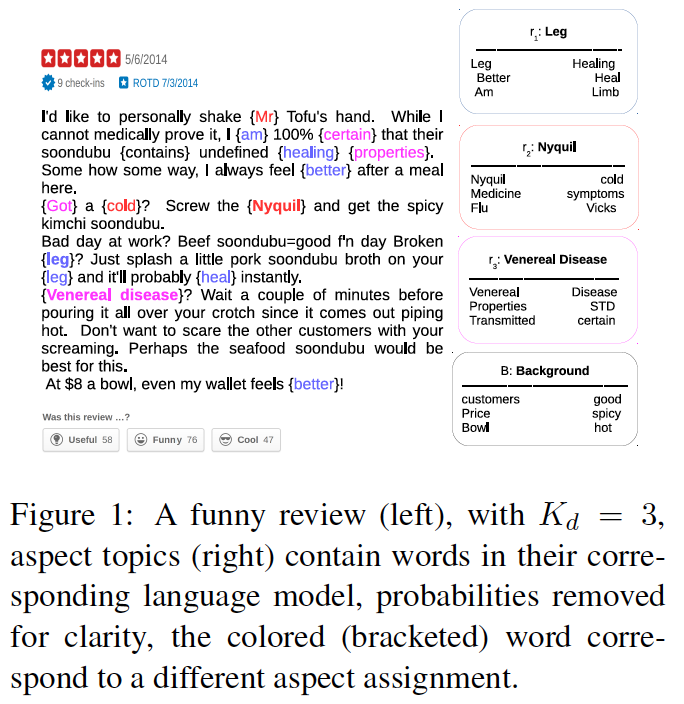 5/6/2014
9 check-ins ROTD 7/3/2014
I'd like to personally shake {Mr} Tofu's hand. While I
cannot medically prove it, I {am} 100% {certain} that their
soondubu {contains} undefined {healing} {properties}.
Some how some way, I always feel {better} after a meal
here.
{Got} a {cold}? Screw the {Nyquil} and get the spicy
kimchi soondubu.
Bad day at work? Beef soondubu=good f'n day Broken
{leg}? Just splash a little pork soondubu broth on your
{leg} and it'll probably {heal} instantly.
{Venereal disease}? Wait a couple of minutes before
pouring it all over your crotch since it comes out piping
hot. Don't want to scare the other customers with your
screaming. Perhaps the seafood soondubu would be
best for this.
At $8 a bowl, even my wallet feels {better}!
Was this review ...?
Useful 58 Funny 76 Cool 47
r1: Leg
Leg Healing
Better Heal
Am Limb
r2: Nyquil
Nyquil cold
Medicine symptoms
Flu Vicks
r3: Venereal Disease
Venereal Disease
Properties STD
Transmitted certain
B: Background
customers good
Price spicy
Bowl hot
Figure 1: A funny review (left), with Kd = 3,
aspect topics (right) contain words in their corre-
sponding language model, probabilities removed
for clarity, the colored (bracketed) word corre-
spond to a different aspect assignment.